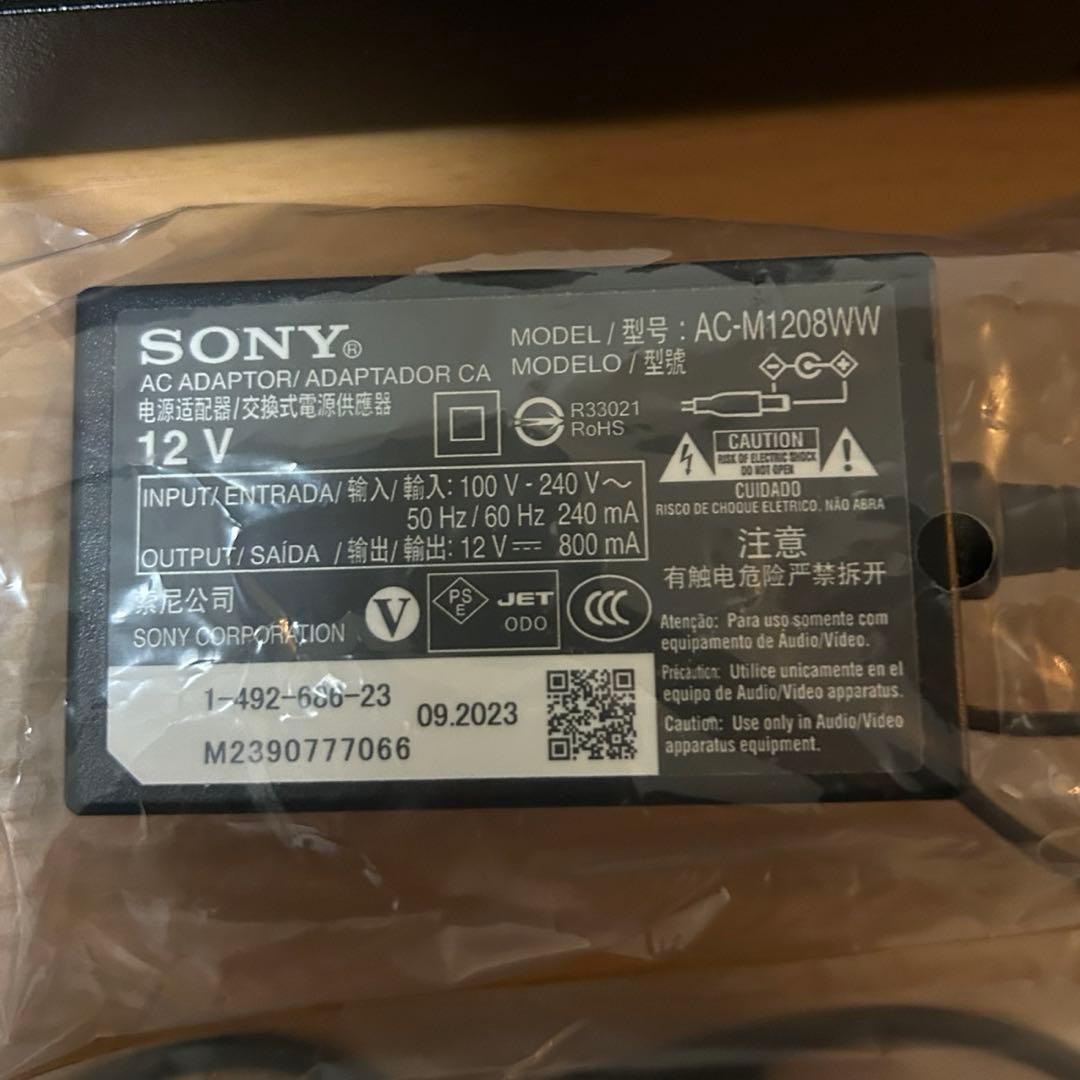 SONY®
AC ADAPTOR/ ADAPTADOR CA
电源适配器/交換式電源供應器
12 V
MODEL / 型号 : AC-M1208WW
MODELO / 型號
R33021
RoHS
CAUTION
RISK OF ELECTRIC SHOCK
DO NOT OPEN
CUIDADO
RISCO DE CHOQUE ELETRICO. NÃO ABRA
INPUT/ ENTRADA/ 输入/ 輸入: 100 V - 240 V～
50 Hz / 60 Hz 240 mA
OUTPUT/ SAÍDA / 输出/ 輸出: 12 V⎓ 800 mA
注意
有触电危险严禁拆开
索尼公司
SONY CORPORATION
V
PS
E
JET
ODO
CCC
Atenção: Para uso somente com
equipamento de Áudio/Vídeo.
Precaution: Utilice unicamente en el
equipo de Audio/Video apparatus.
Caution: Use only in Audio/Video
apparatus equipment.
1-492-686-23
09.2023
M2390777066